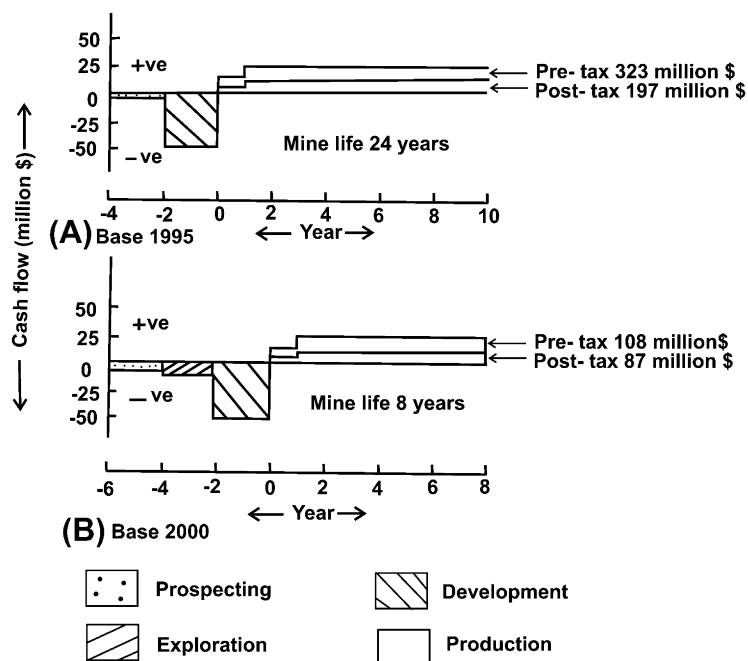 50
25
0
-25
-50
+ve
−ve
Pre- tax 323 million $
Post- tax 197 million $
Mine life 24 years
-4 -2 0 2 4 6 8 10
(A) Base 1995
← Year →
← Cash flow (million $) →
50
25
0
-25
-50
+ve
− ve
Pre- tax 108 million$
Post- tax 87 million $
Mine life 8 years
-6 -4 -2 0 2 4 6 8
← Year →
(B) Base 2000
Prospecting
Development
Exploration
Production